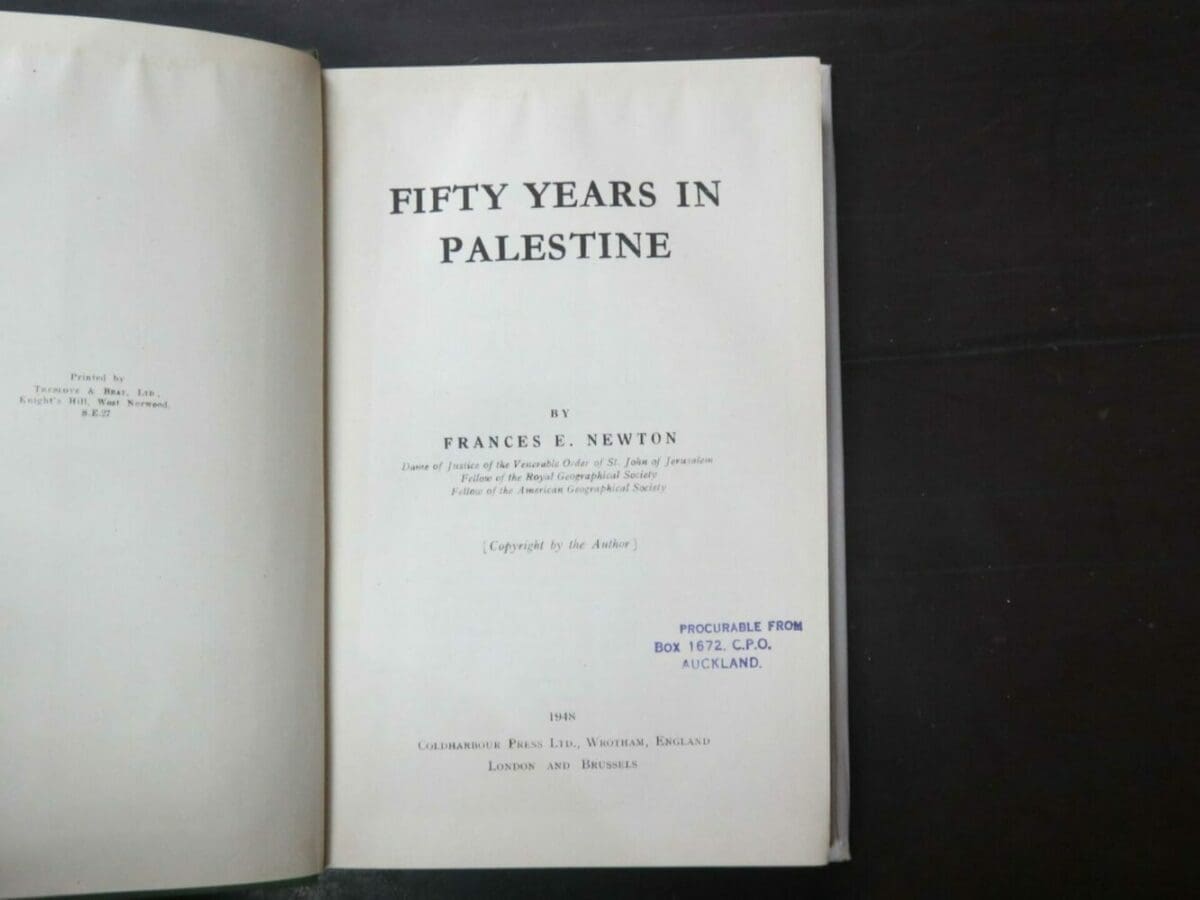 Printed by
TRESLOVE & BRAY, LTD.,
Knight's Hill, West Norwood.
S.E.27
FIFTY YEARS IN
PALESTINE
BY
FRANCES E. NEWTON
Dame of Justice of the Venerable Order of St. John of Jerusalem
Fellow of the Royal Geographical Society
Fellow of the American Geographical Society
[Copyright by the Author]
PROCURABLE FROM
Box 1672, C.P.O.
AUCKLAND.
1948
COLDHARBOUR PRESS LTD., WROTHAM, ENGLAND
LONDON AND BRUSSELS